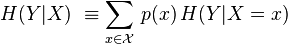 H(Y|X) ≡ ∑_{x∈𝒳} p(x) H(Y|X = x)